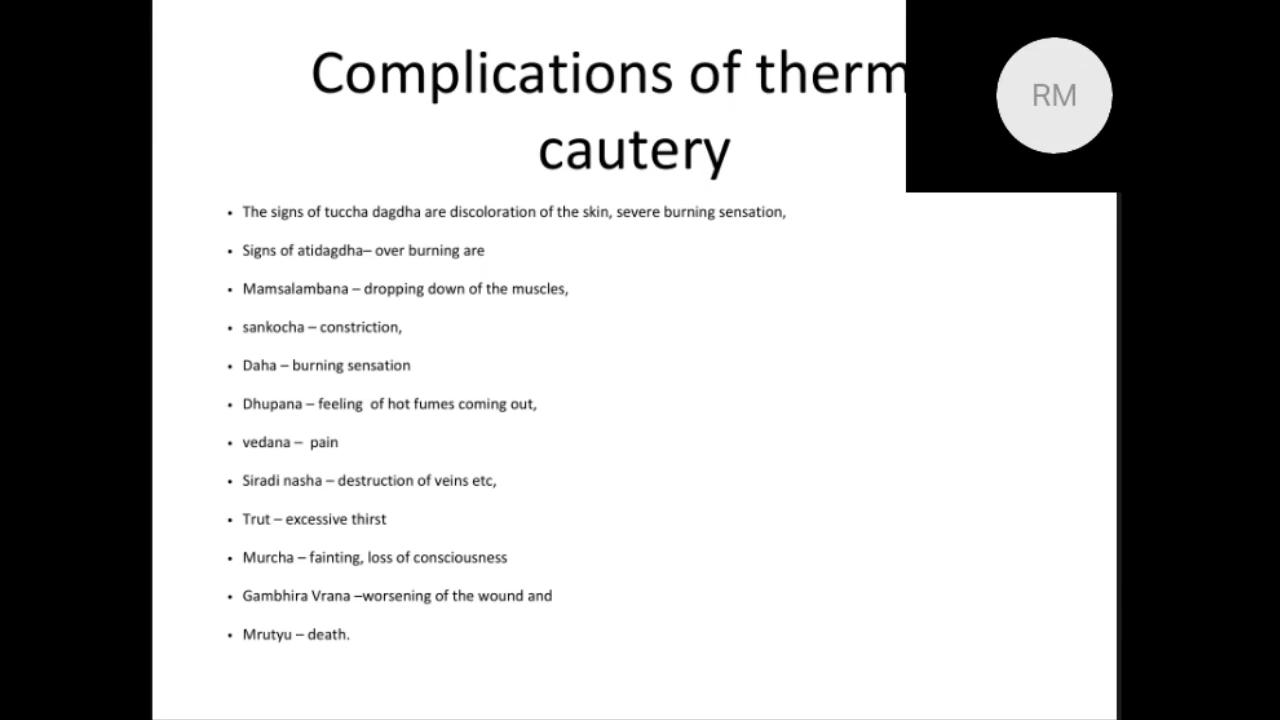 Complications of therm
RM
cautery
• The signs of tuccha dagdha are discoloration of the skin, severe burning sensation,
• Signs of atidagdha– over burning are
• Mamsalambana – dropping down of the muscles,
• sankocha – constriction,
• Daha – burning sensation
• Dhupana – feeling  of hot fumes coming out,
• vedana –  pain
• Siradi nasha – destruction of veins etc,
• Trut – excessive thirst
• Murcha – fainting, loss of consciousness
• Gambhira Vrana –worsening of the wound and
• Mrutyu – death.